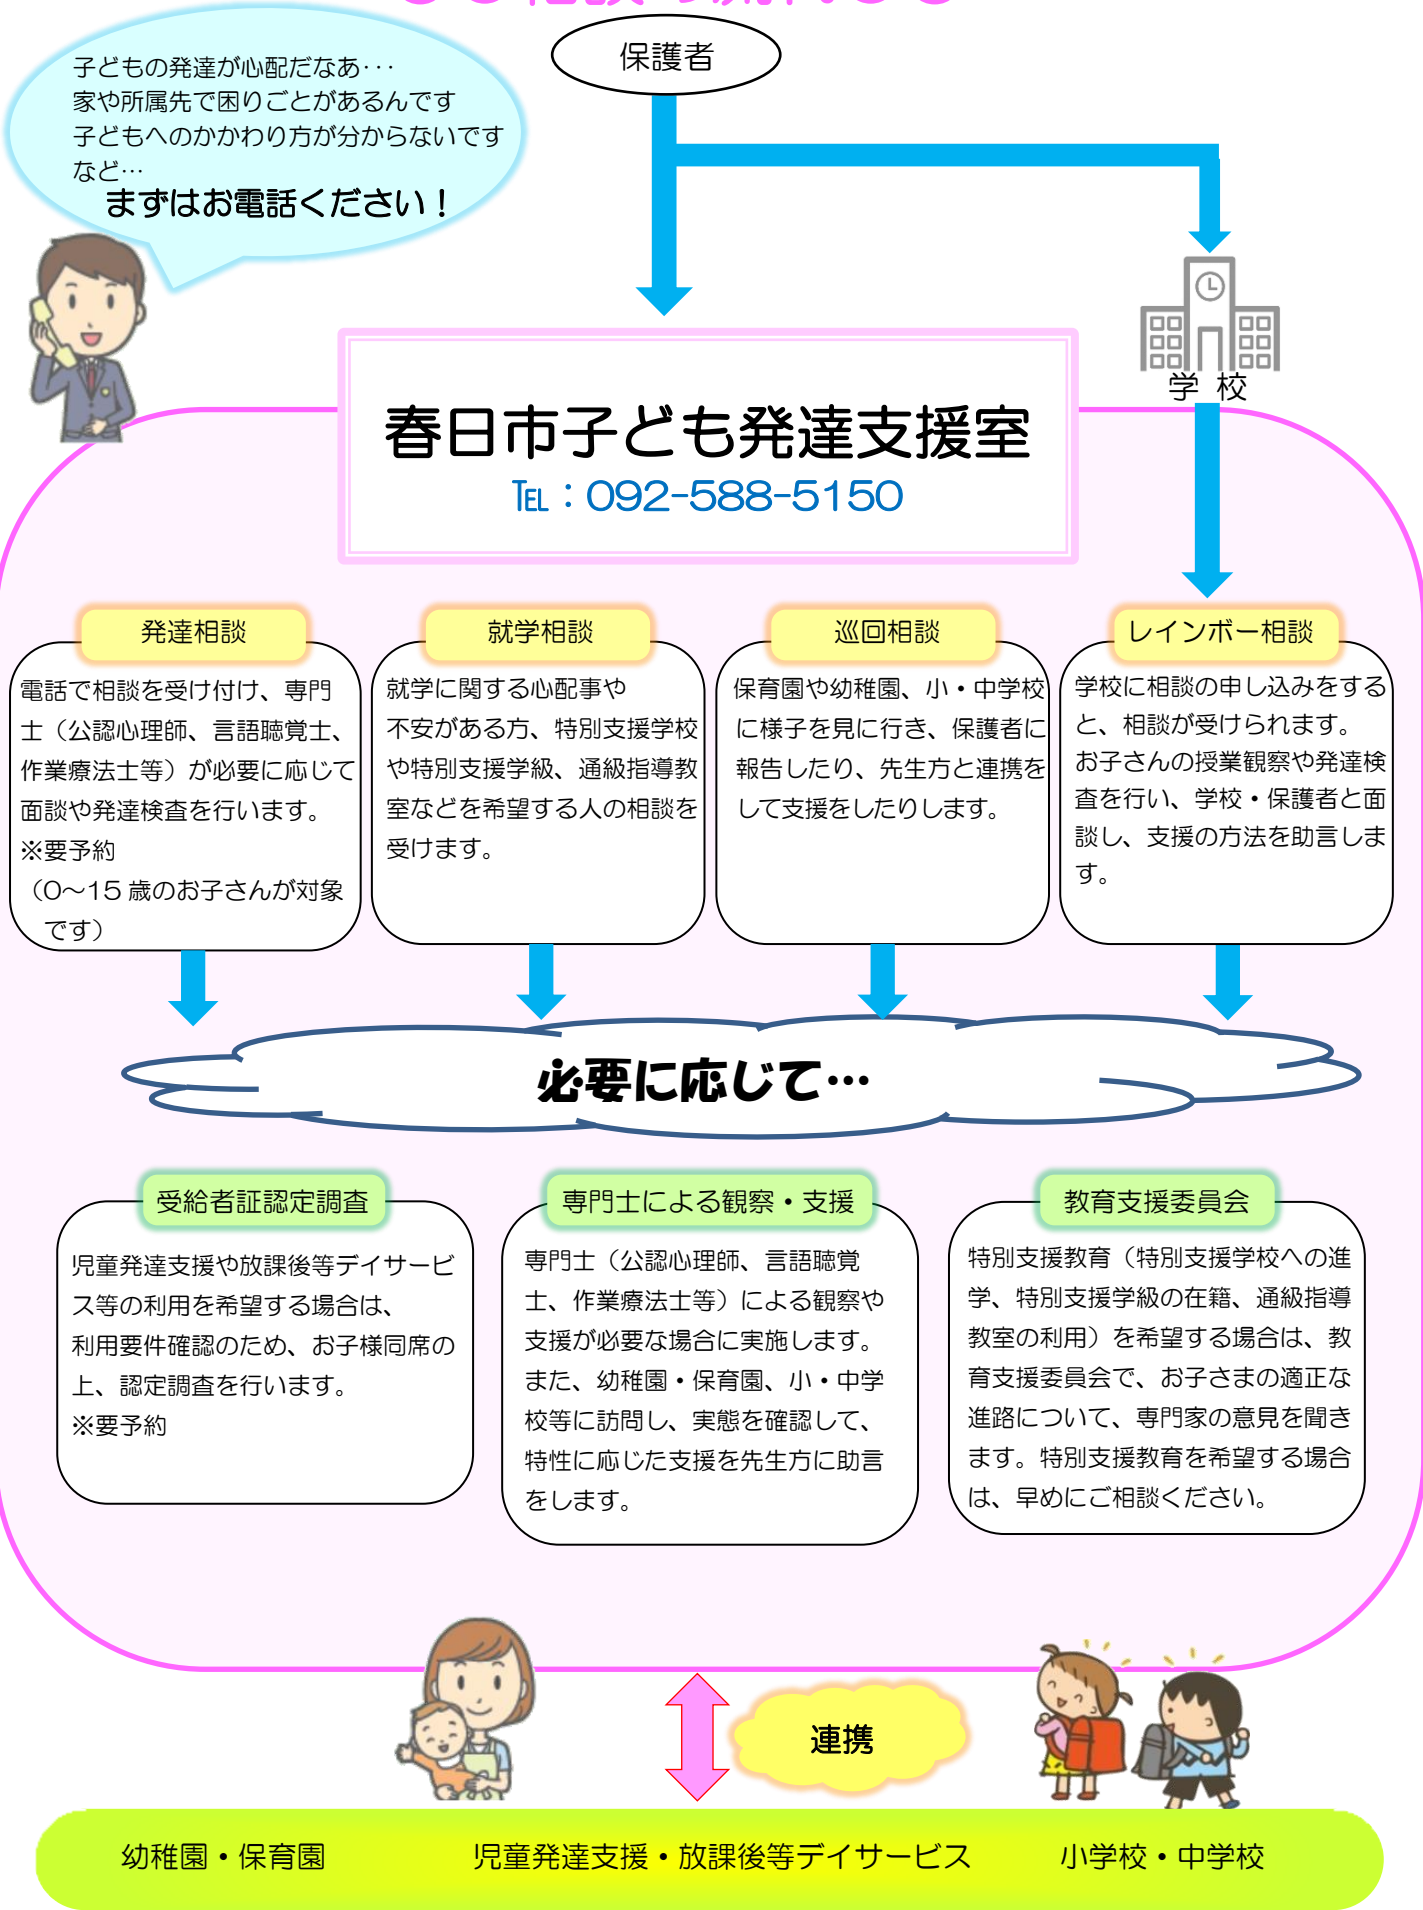 保護者
子どもの発達が心配だなあ･･･
家や所属先で困りごとがあるんです
子どもへのかかわり方が分からないです
など…
まずはお電話ください！
学 校
春日市子ども発達支援室
℡：092-588-5150
発達相談
電話で相談を受け付け、専門
士（公認心理師、言語聴覚士、
作業療法士等）が必要に応じて
面談や発達検査を行います。
※要予約
（0～15 歳のお子さんが対象
です）
就学相談
就学に関する心配事や
不安がある方、特別支援学校
や特別支援学級、通級指導教
室などを希望する人の相談を
受けます。
巡回相談
保育園や幼稚園、小・中学校
に様子を見に行き、保護者に
報告したり、先生方と連携を
して支援をしたりします。
レインボー相談
学校に相談の申し込みをする
と、相談が受けられます。
お子さんの授業観察や発達検
査を行い、学校・保護者と面
談し、支援の方法を助言しま
す。
必要に応じて…
受給者証認定調査
児童発達支援や放課後等デイサービ
ス等の利用を希望する場合は、
利用要件確認のため、お子様同席の
上、認定調査を行います。
※要予約
専門士による観察・支援
専門士（公認心理師、言語聴覚
士、作業療法士等）による観察や
支援が必要な場合に実施します。
また、幼稚園・保育園、小・中学
校等に訪問し、実態を確認して、
特性に応じた支援を先生方に助言
をします。
教育支援委員会
特別支援教育（特別支援学校への進
学、特別支援学級の在籍、通級指導
教室の利用）を希望する場合は、教
育支援委員会で、お子さまの適正な
進路について、専門家の意見を聞き
ます。特別支援教育を希望する場合
は、早めにご相談ください。
連携
幼稚園・保育園
児童発達支援・放課後等デイサービス
小学校・中学校